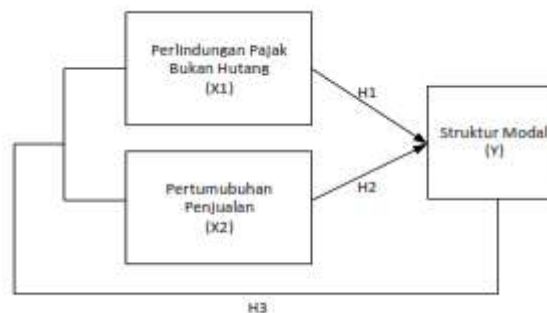 Perlindungan Pajak
Bukan Hutang
(X1)
H1
Struktur Modal
(Y)
Pertumubuhan
Penjualan
(X2)
H2
H3